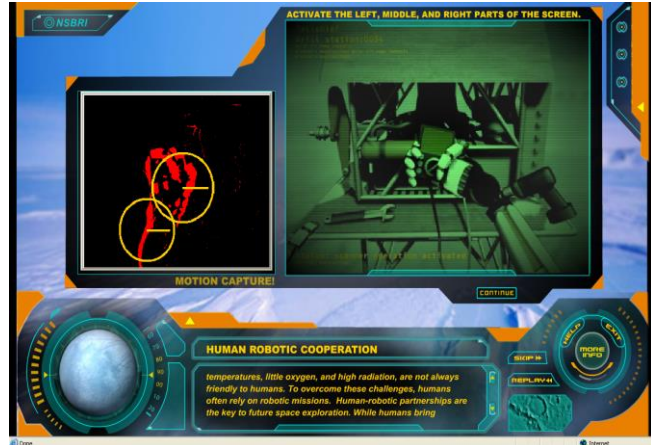 NSBRI
ACTIVATE THE LEFT, MIDDLE, AND RIGHT PARTS OF THE SCREEN.
MOTION CAPTURE!
CONTINUE
HUMAN ROBOTIC COOPERATION
temperatures, little oxygen, and high radiation, are not always
friendly to humans. To overcome these challenges, humans
often rely on robotic missions. Human-robotic partnerships are
the key to future space exploration. While humans bring
SKIP
REPLAY
HELP
EXIT
MORE
INFO
Done
Internet